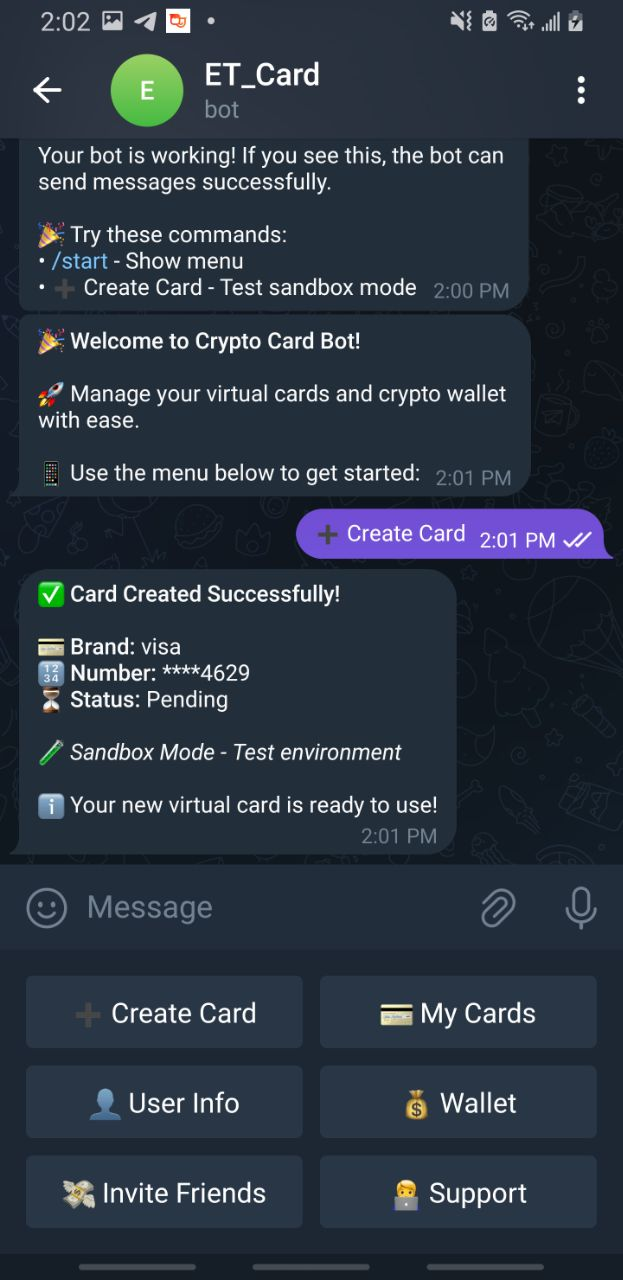 2:02
E
ET_Card
bot
Your bot is working! If you see this, the bot can
send messages successfully.
🎉 Try these commands:
• /start - Show menu
• ➕ Create Card - Test sandbox mode 2:00 PM
🎉 Welcome to Crypto Card Bot!
🚀 Manage your virtual cards and crypto wallet
with ease.
📱 Use the menu below to get started: 2:01 PM
➕ Create Card 2:01 PM
✅ Card Created Successfully!
💳 Brand: visa
🔢 Number: ****4629
⏳ Status: Pending
🧪 Sandbox Mode - Test environment
ℹ️ Your new virtual card is ready to use!
2:01 PM
Message
➕ Create Card
💳 My Cards
👤 User Info
💰 Wallet
💸 Invite Friends
🧑‍💻 Support